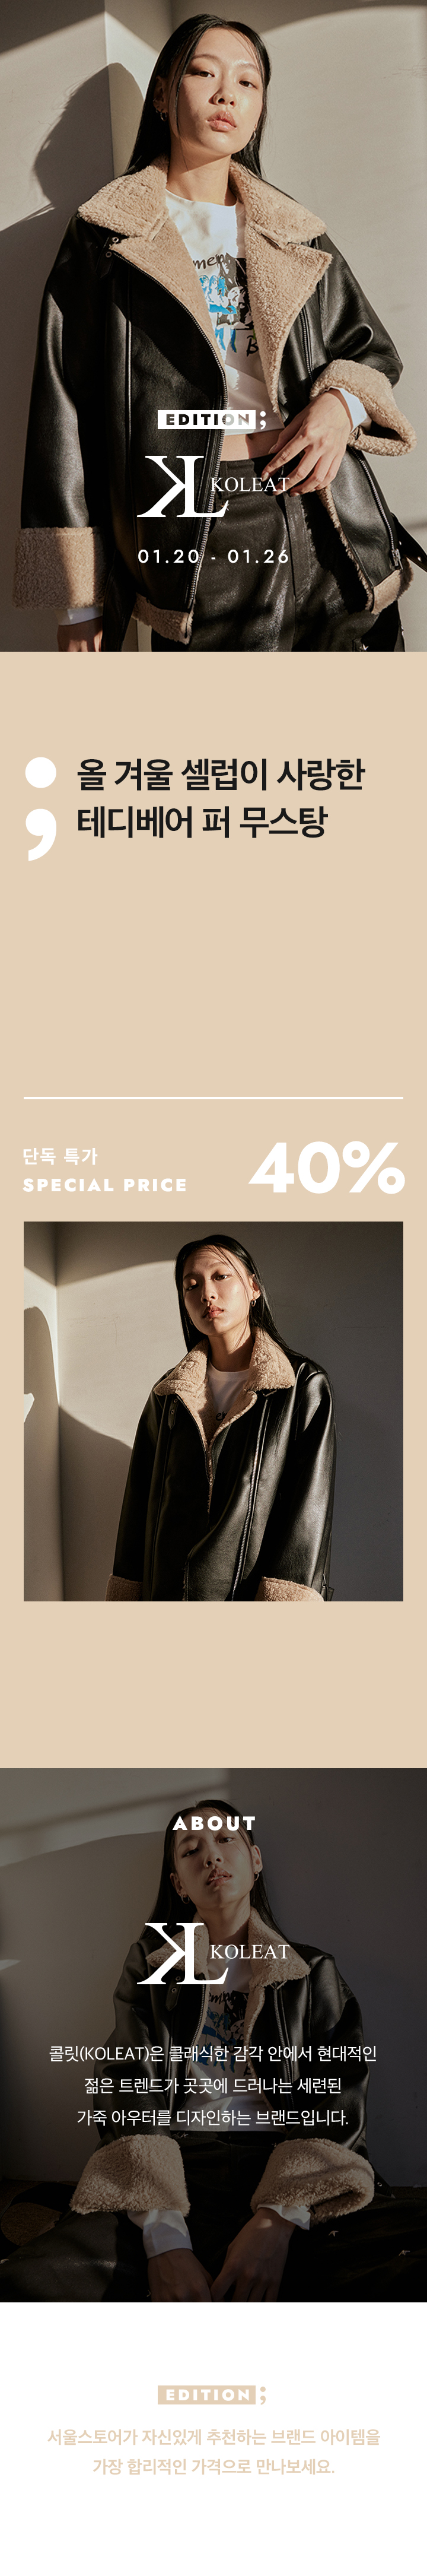 EDITION;
KL KOLEAT
01.20 - 01.26
; 올 겨울 셀럽이 사랑한
테디베어 퍼 무스탕
단독 특가
SPECIAL PRICE
40%
ABOUT
KL KOLEAT
콜릿(KOLEAT)은 클래식한 감각 안에서 현대적인
젊은 트렌드가 곳곳에 드러나는 세련된
가죽 아우터를 디자인하는 브랜드입니다.
EDITION;
서울스토어가 자신있게 추천하는 브랜드 아이템을
가장 합리적인 가격으로 만나보세요.